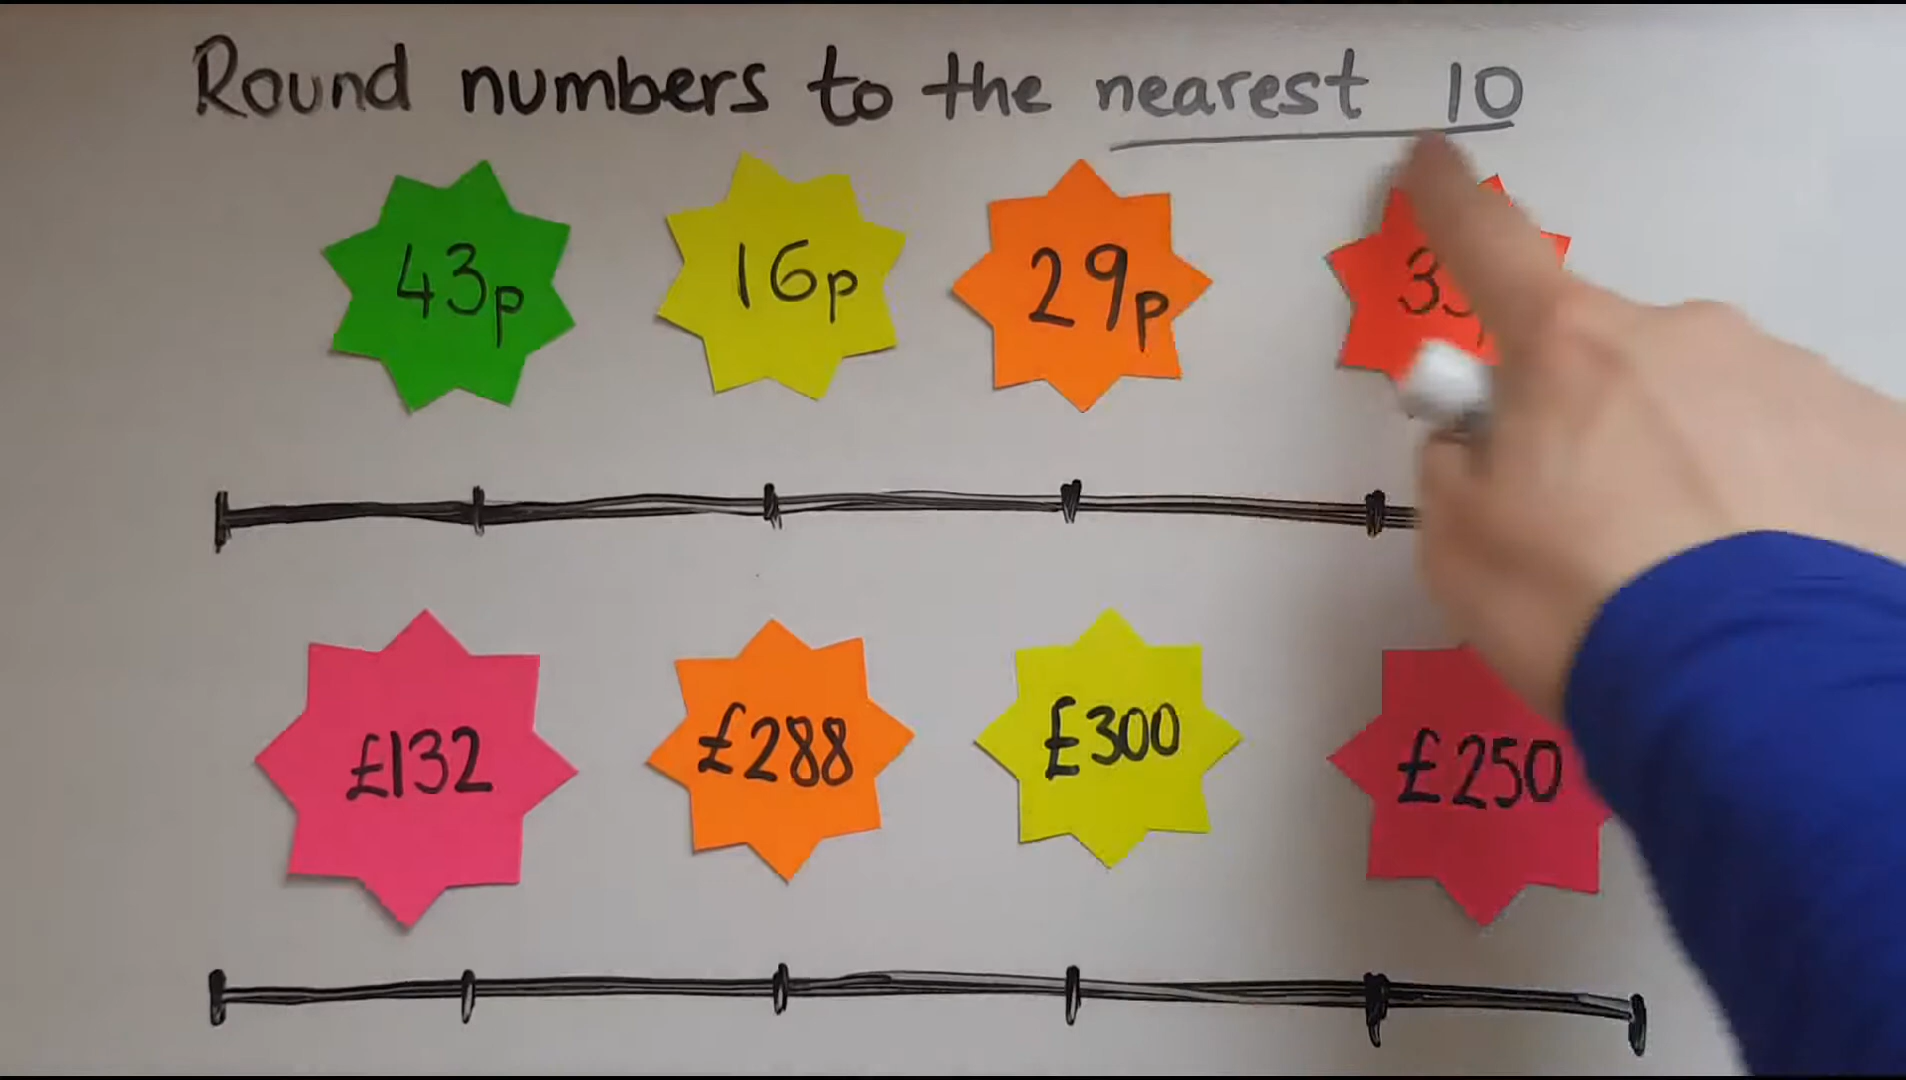 Round numbers to the nearest 10
43p 16p 29p
£132 £288 £300 £250